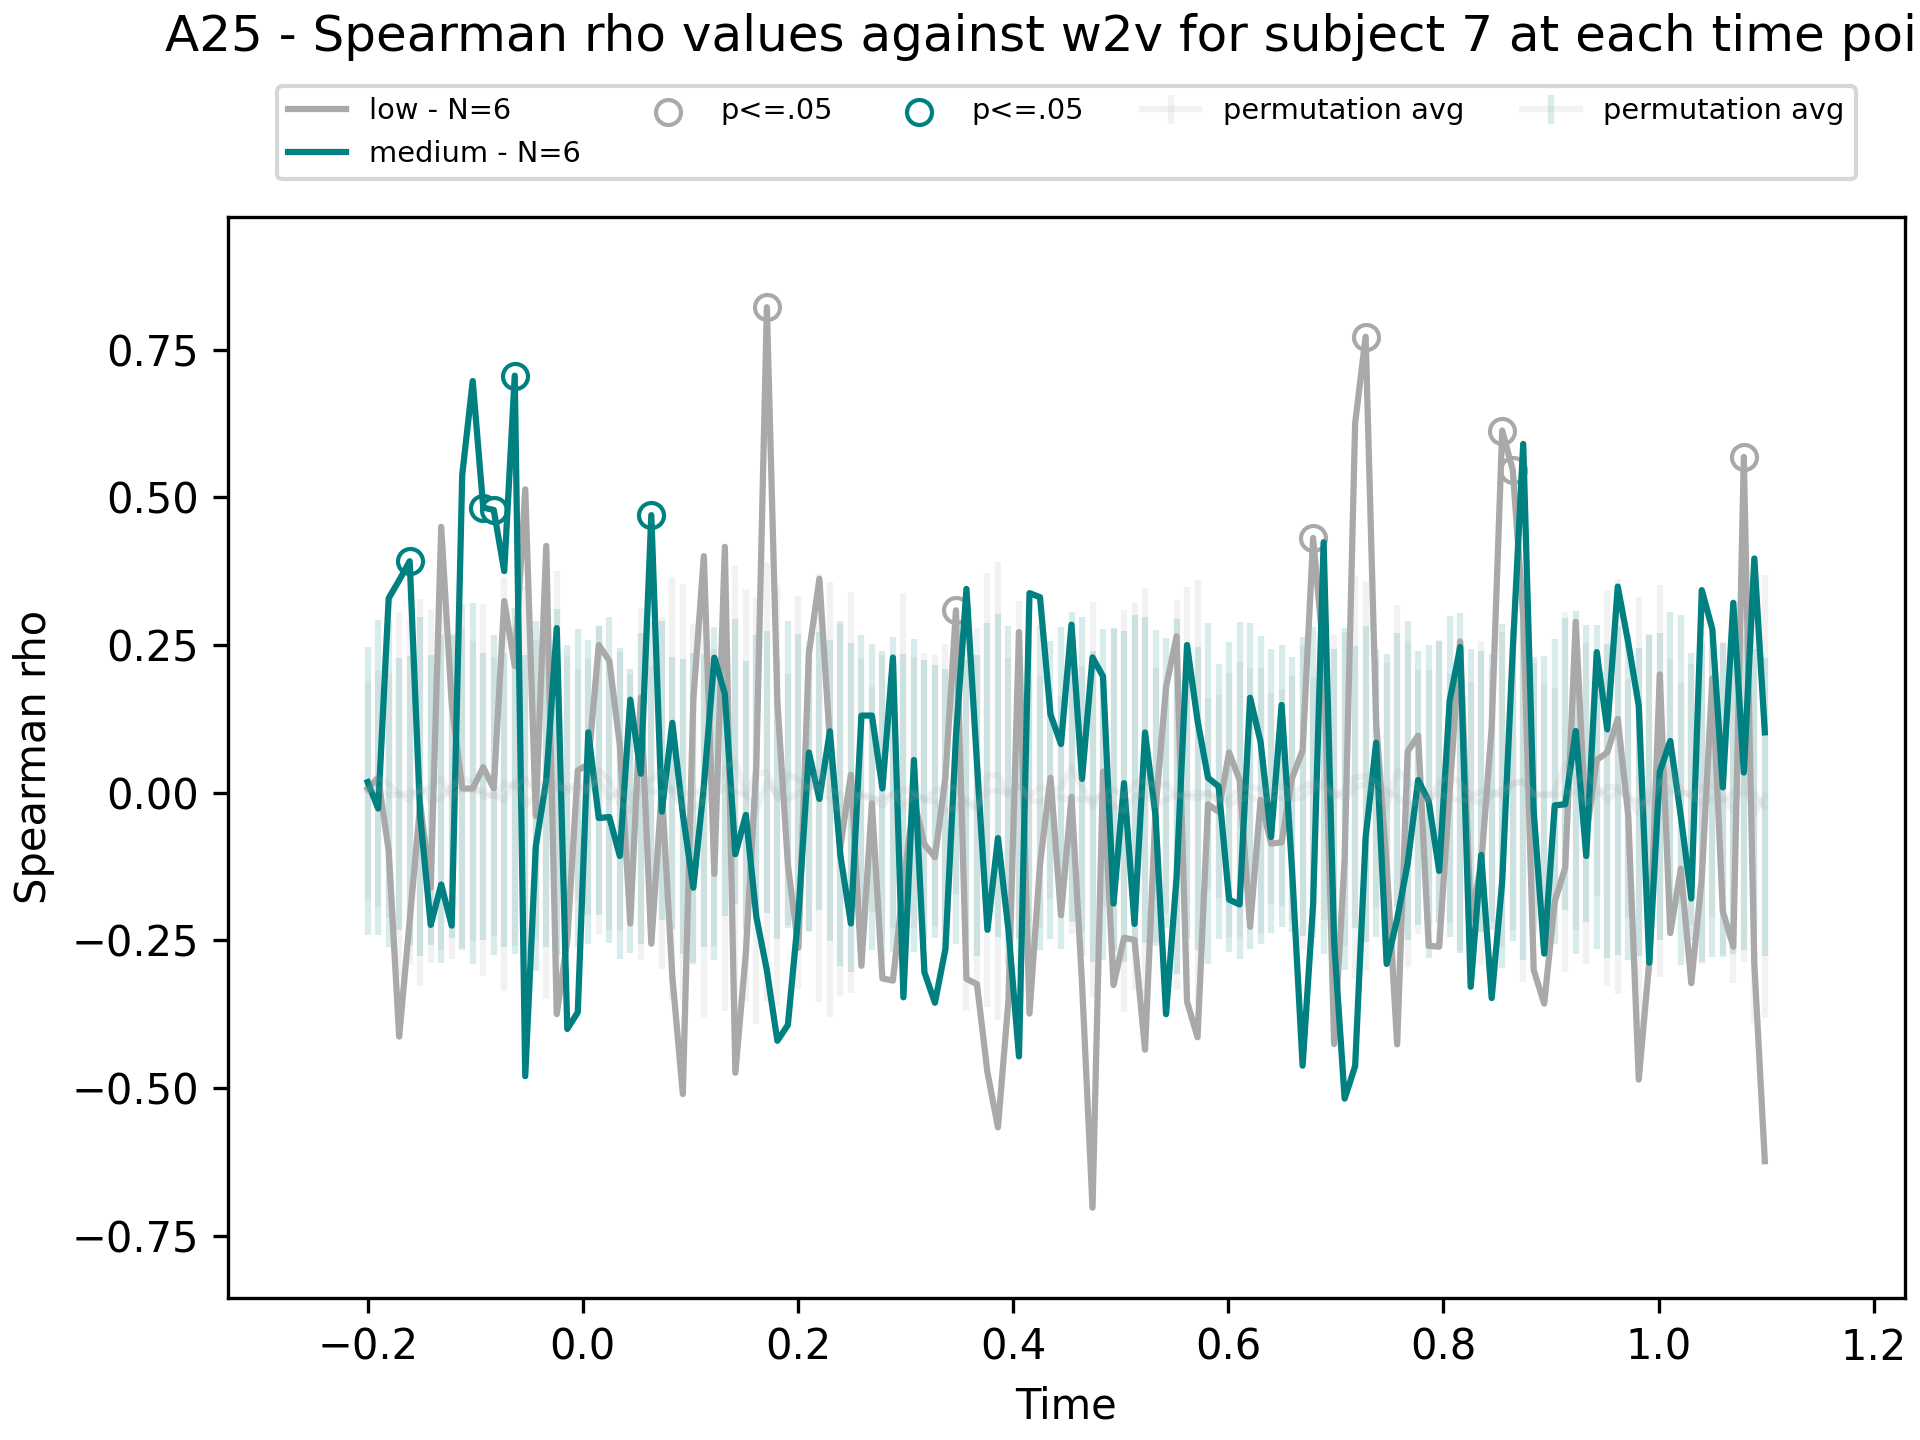 A25 - Spearman rho values against w2v for subject 7 at each time poi
low - N=6
medium - N=6
p<=.05
p<=.05
permutation avg
permutation avg
Spearman rho
0.75
0.50
0.25
0.00
−0.25
−0.50
−0.75
−0.2
0.0
0.2
0.4
0.6
0.8
1.0
1.2
Time